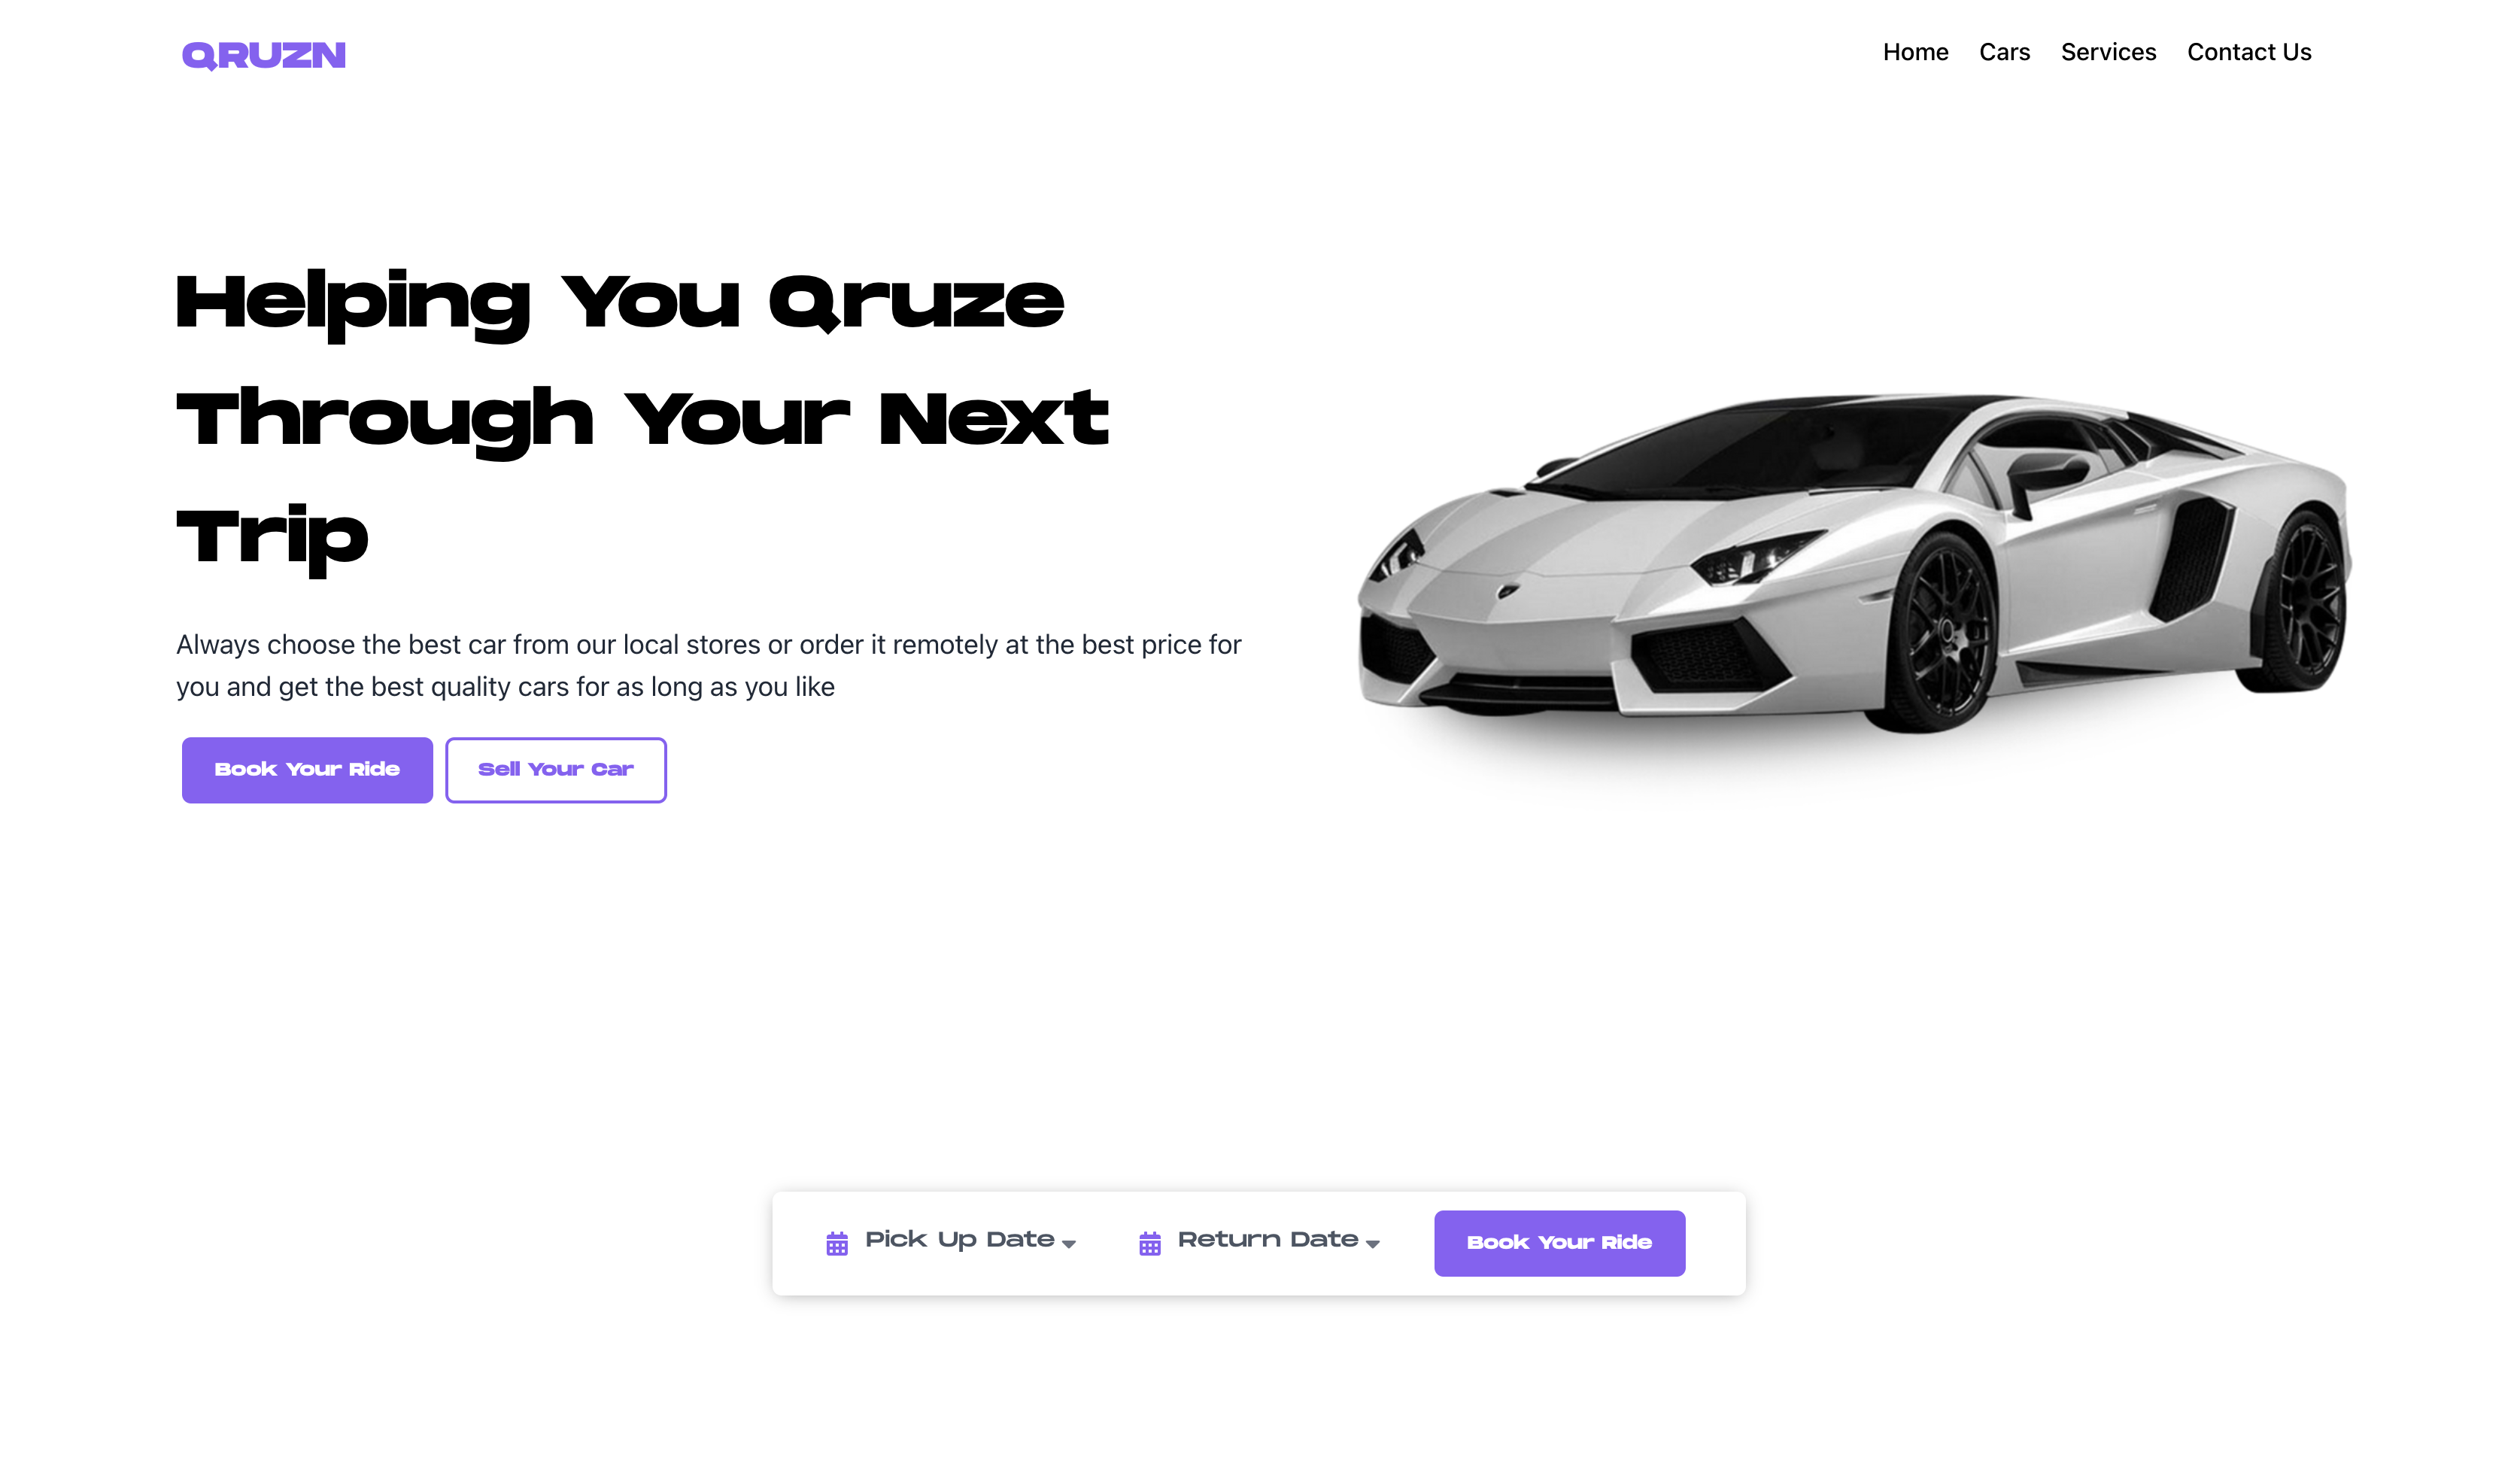 QRUZN
Home Cars Services Contact Us
Helping You Qruze
Through Your Next
Trip
Always choose the best car from our local stores or order it remotely at the best price for
you and get the best quality cars for as long as you like
Book Your Ride Sell Your Car
Pick Up Date Return Date Book Your Ride